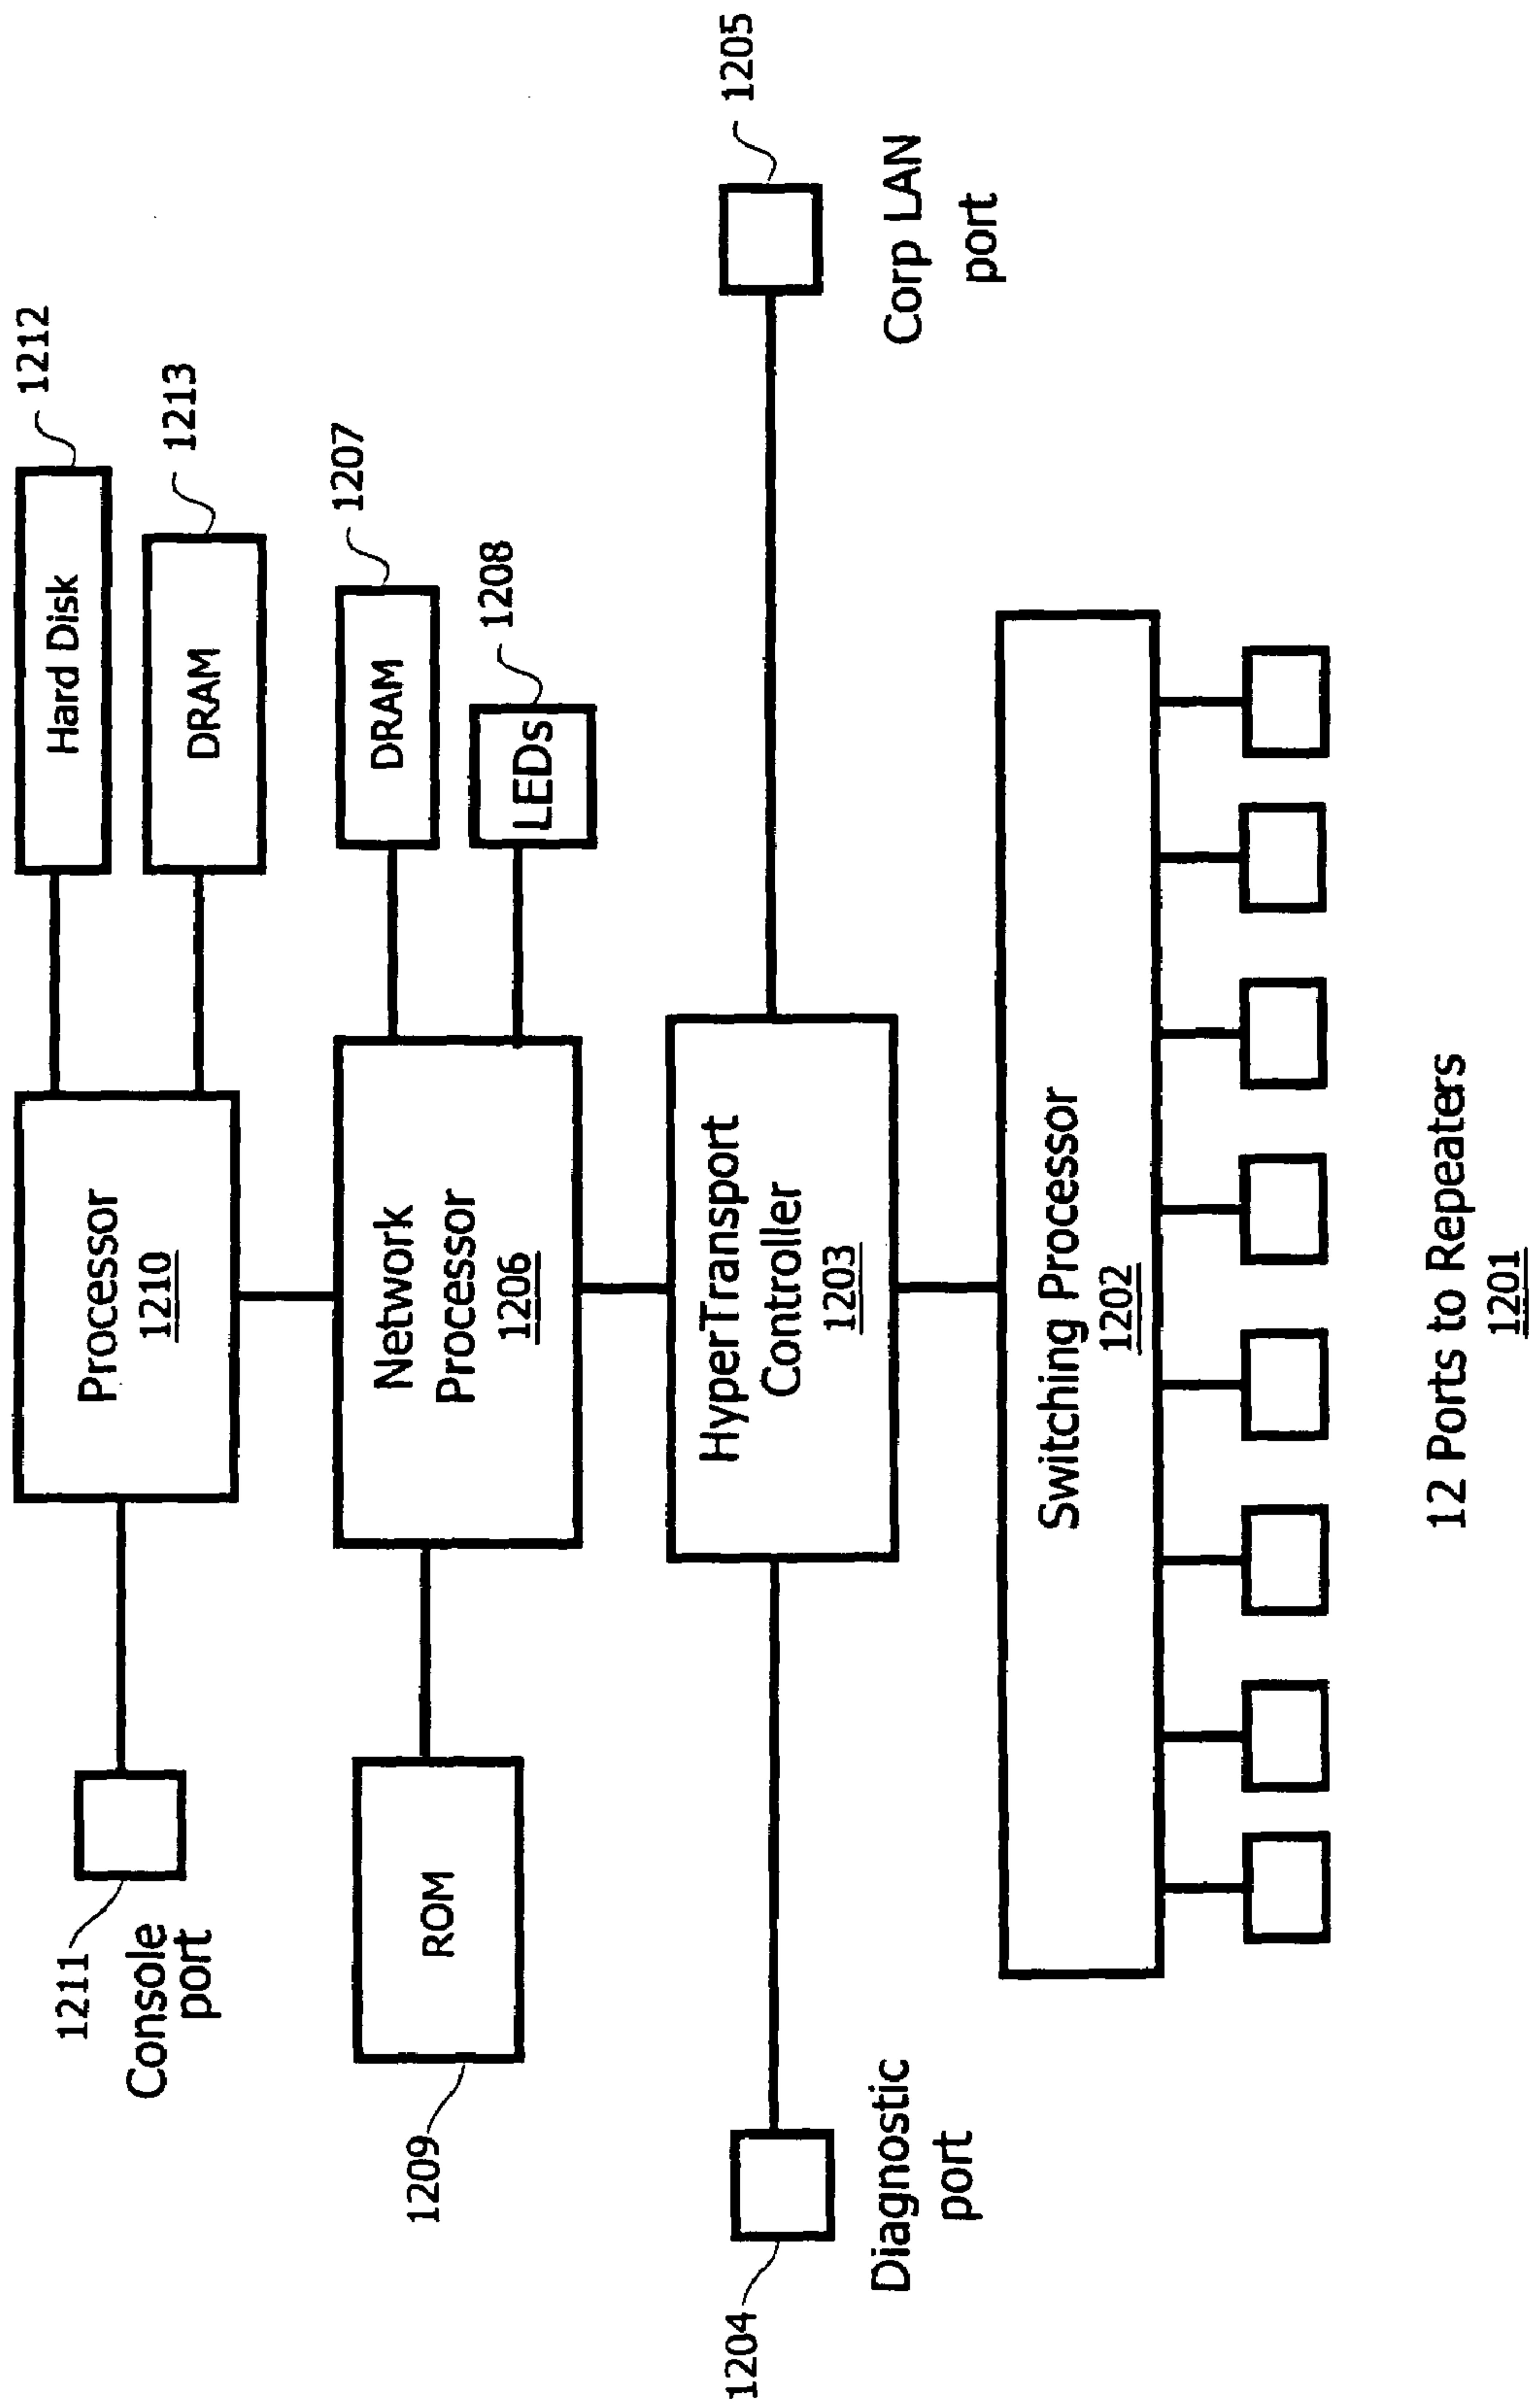 1212
Hard Disk
1213
DRAM
Processor
1210
1211
Console
port
1207
DRAM
1208
LEDs
Network
Processor
1206
ROM
1209
1205
Corp LAN
port
HyperTransport
Controller
1203
1204
Diagnostic
port
Switching Processor
1202
12 Ports to Repeaters
1201